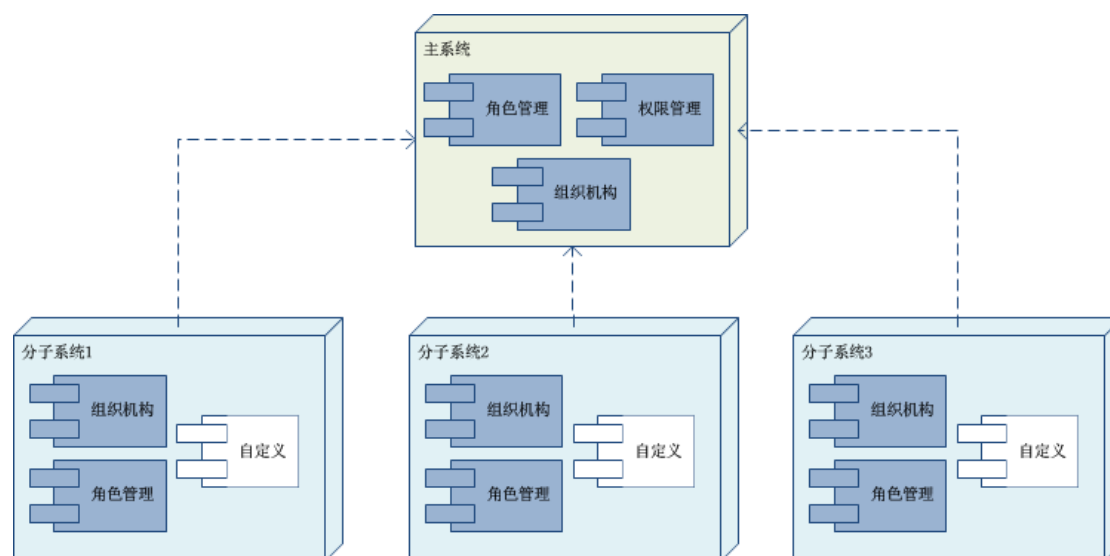 主系统
角色管理
权限管理
组织机构
分子系统1
组织机构
自定义
角色管理
分子系统2
组织机构
自定义
角色管理
分子系统3
组织机构
自定义
角色管理